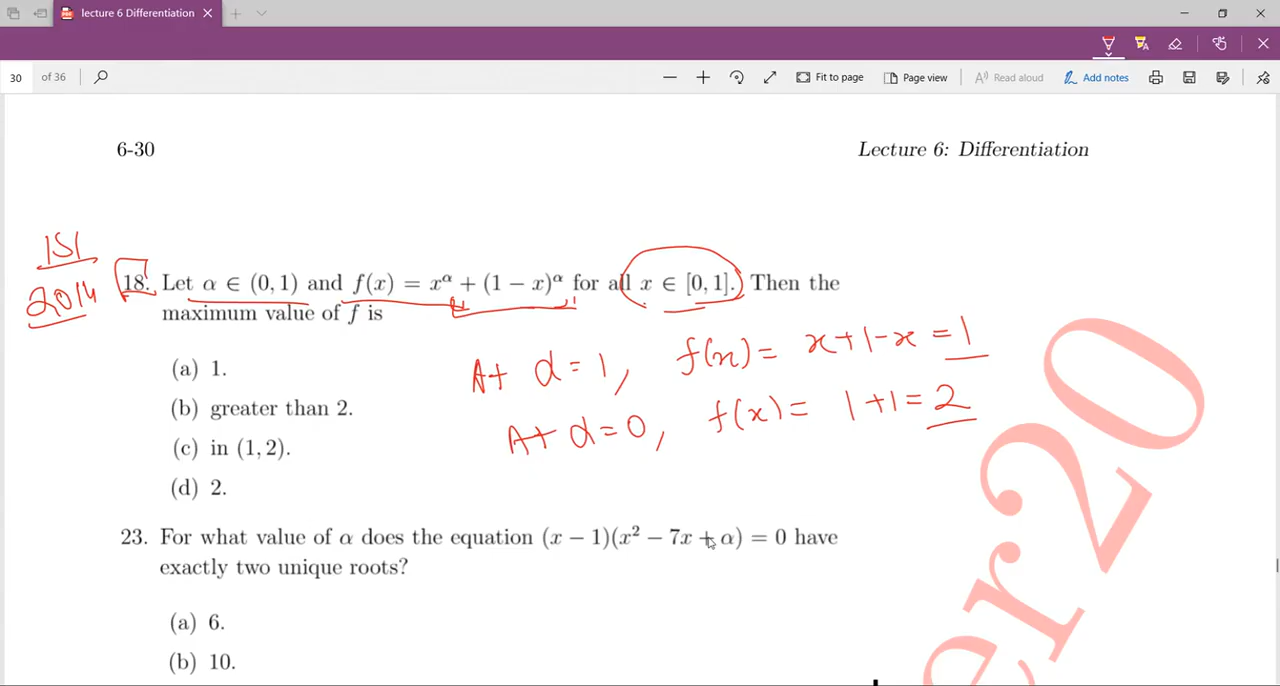 lecture 6 Differentiation
30 of 36 Fit to page Page view Read aloud Add notes
6-30 Lecture 6: Differentiation
ISI
2014
18. Let α ∈ (0, 1) and f(x) = x^α + (1 − x)^α for all x ∈ [0, 1]. Then the
maximum value of f is
(a) 1.
At α = 1, f(x) = x+1-x = 1
(b) greater than 2.
At α = 0, f(x) = 1+1 = 2
(c) in (1, 2).
(d) 2.
23. For what value of α does the equation (x − 1)(x² − 7x + α) = 0 have
exactly two unique roots?
(a) 6.
(b) 10.
er20